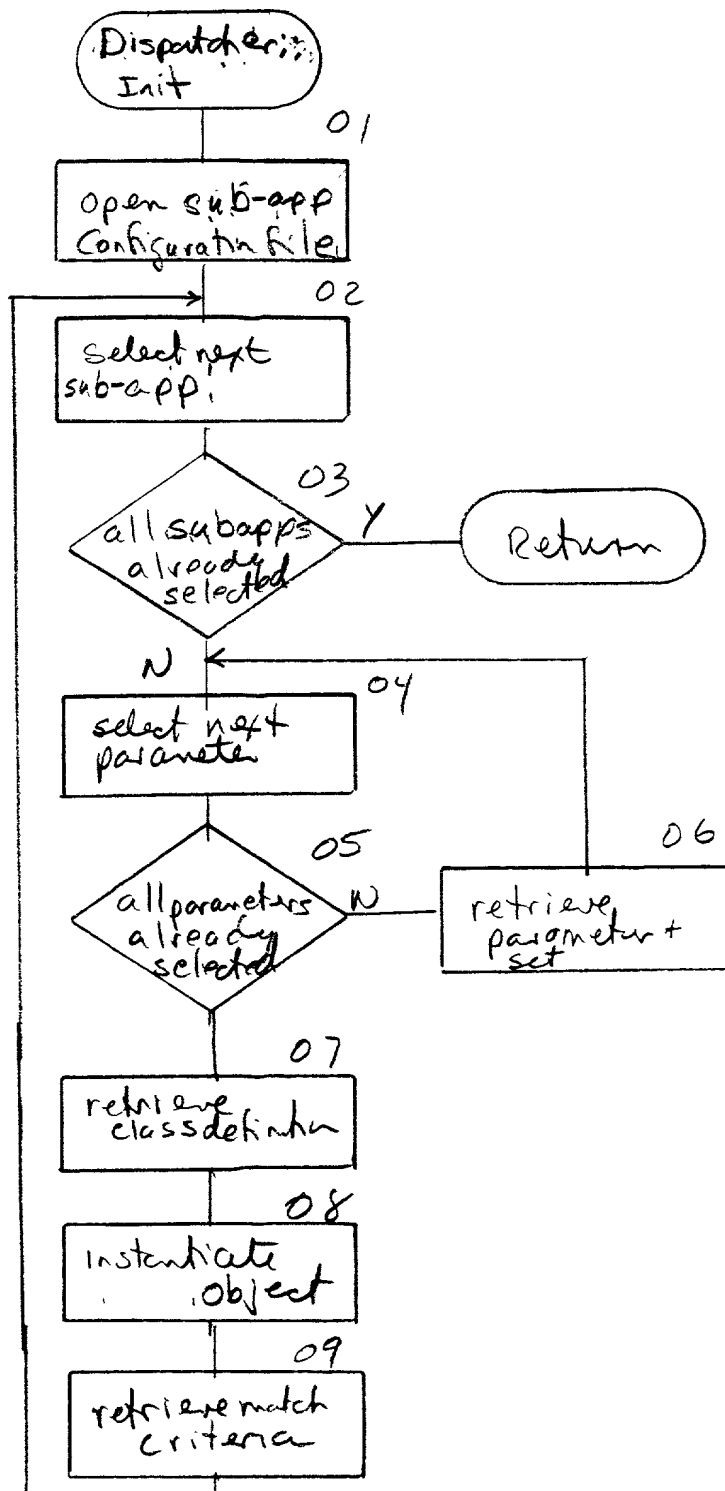 Dispatcher::
Init
01
open sub-app
Configuratin file
02
select next
sub-app
03
all subapps
already
selected
Y
Return
N
04
select next
parameter
05
all parameters
already
selected
N
06
retrieve
parameter +
set
07
retrieve
class definition
08
instantiate
object
09
retrieve match
criteria